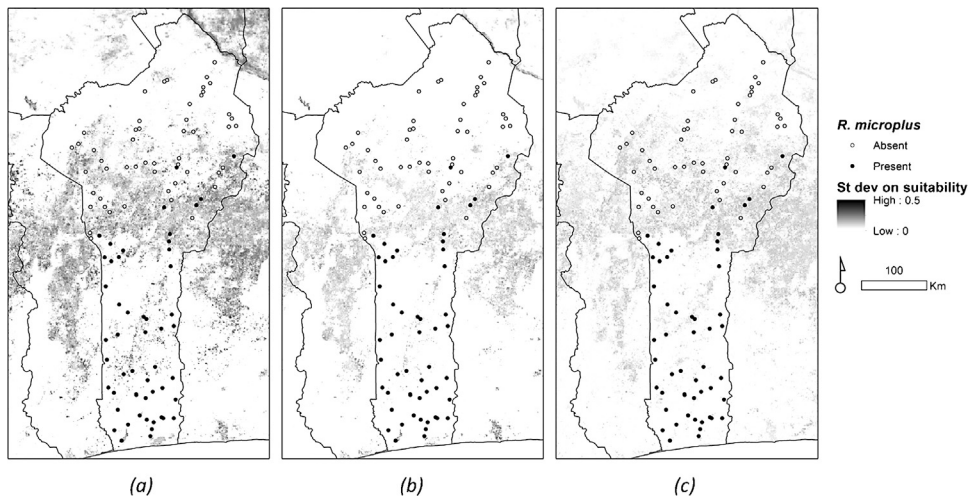 R. microplus
Absent
Present
St dev on suitability
High : 0.5
Low : 0
100
Km
(a)
(b)
(c)